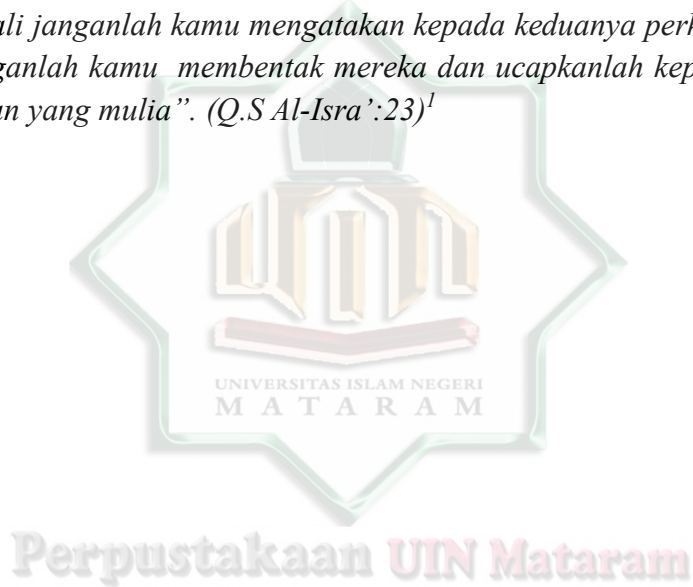 ali janganlah kamu mengatakan kepada keduanya perk
ganlah kamu membentak mereka dan ucapkanlah kep
an yang mulia”. (Q.S Al-Isra’:23)1
UNIVERSITAS ISLAM NEGERI
MATARAM
Perpustakaan UIN Mataram